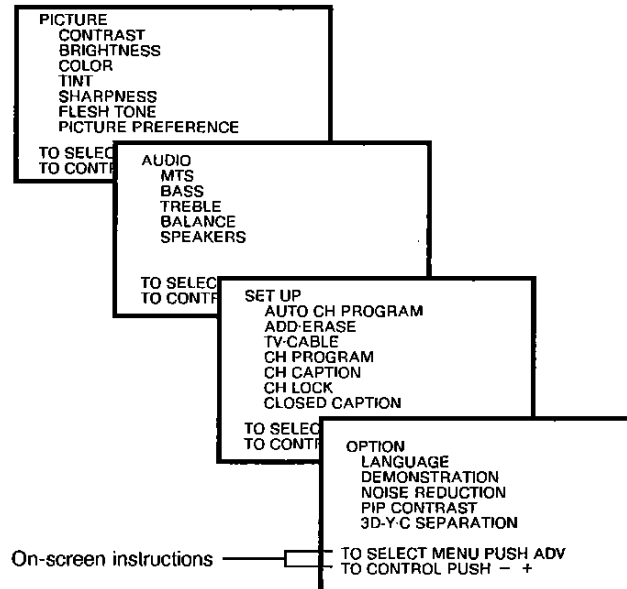 PICTURE
CONTRAST
BRIGHTNESS
COLOR
TINT
SHARPNESS
FLESH TONE
PICTURE PREFERENCE
TO SELEC
TO CONT
AUDIO
MTS
BASS
TREBLE
BALANCE
SPEAKERS
TO SELEC
TO CONTF
SET UP
AUTO CH PROGRAM
ADD·ERASE
TV·CABLE
CH PROGRAM
CH CAPTION
CH LOCK
CLOSED CAPTION
TO SELEC
TO CONTF
OPTION
LANGUAGE
DEMONSTRATION
NOISE REDUCTION
PIP CONTRAST
3D-Y·C SEPARATION
TO SELECT MENU PUSH ADV
TO CONTROL PUSH − +
On-screen instructions